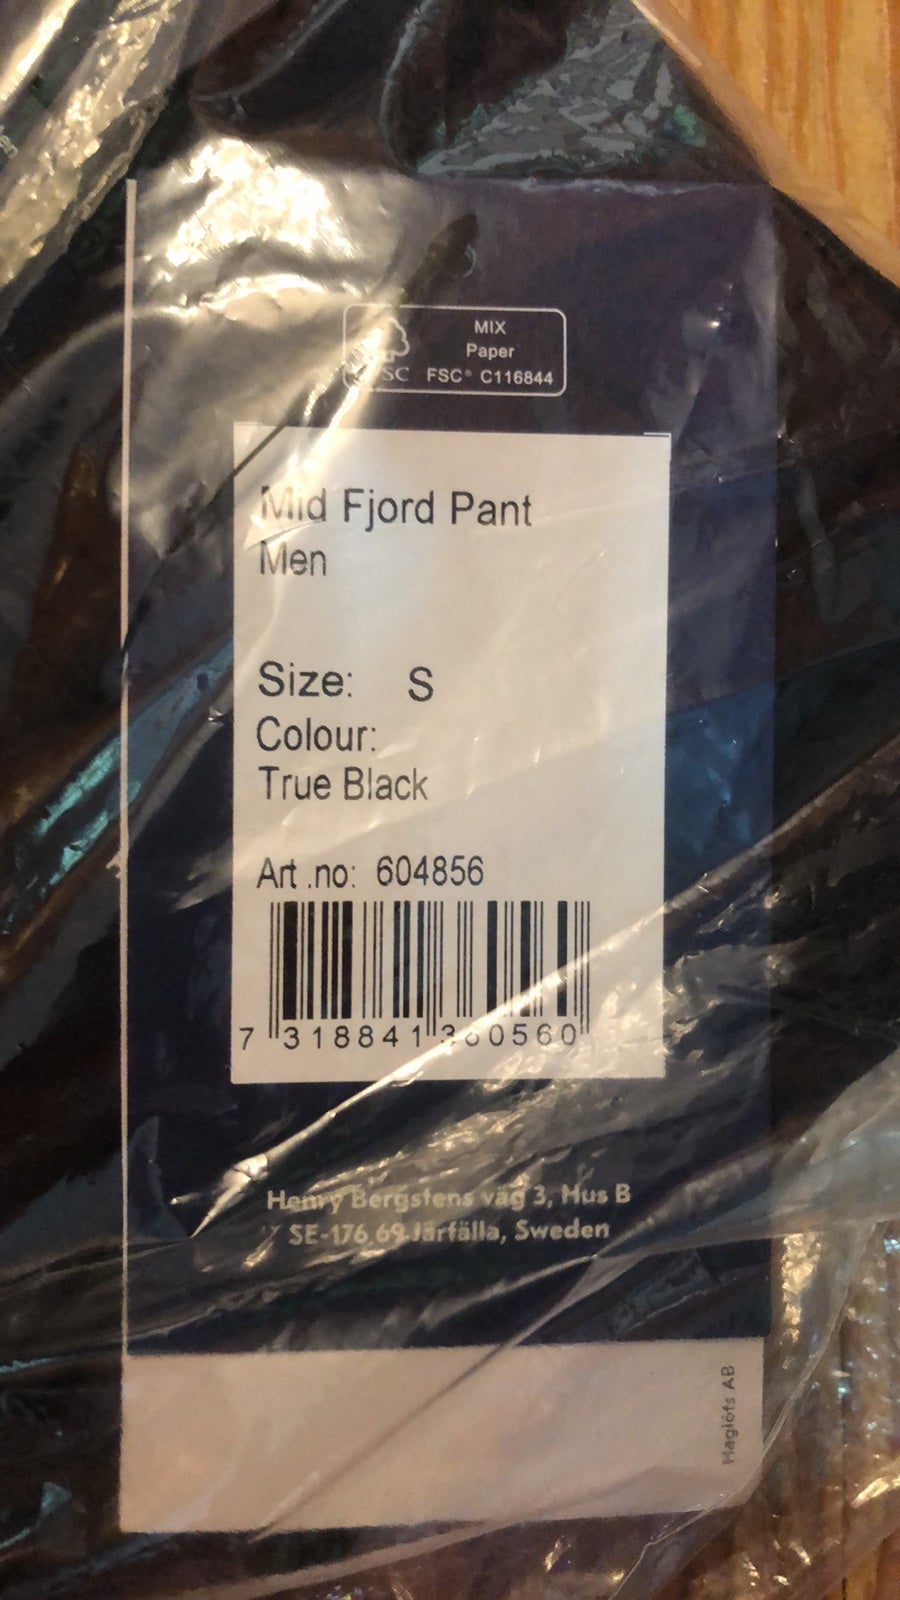 MIX
Paper
FSC® C116844
Mid Fjord Pant
Men
Size: S
Colour:
True Black
Art .no: 604856
7 318841 360560
Henry Bergstens väg 3, Hus B
SE-176 69 Järfälla, Sweden
Haglöfs AB